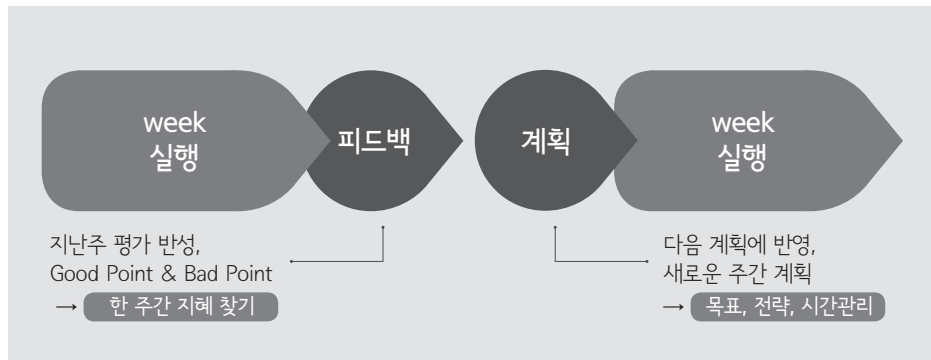 week
실행
피드백
계획
week
실행
지난주 평가 반성,
Good Point & Bad Point
→ 한 주간 지혜 찾기
다음 계획에 반영,
새로운 주간 계획
→ 목표, 전략, 시간관리